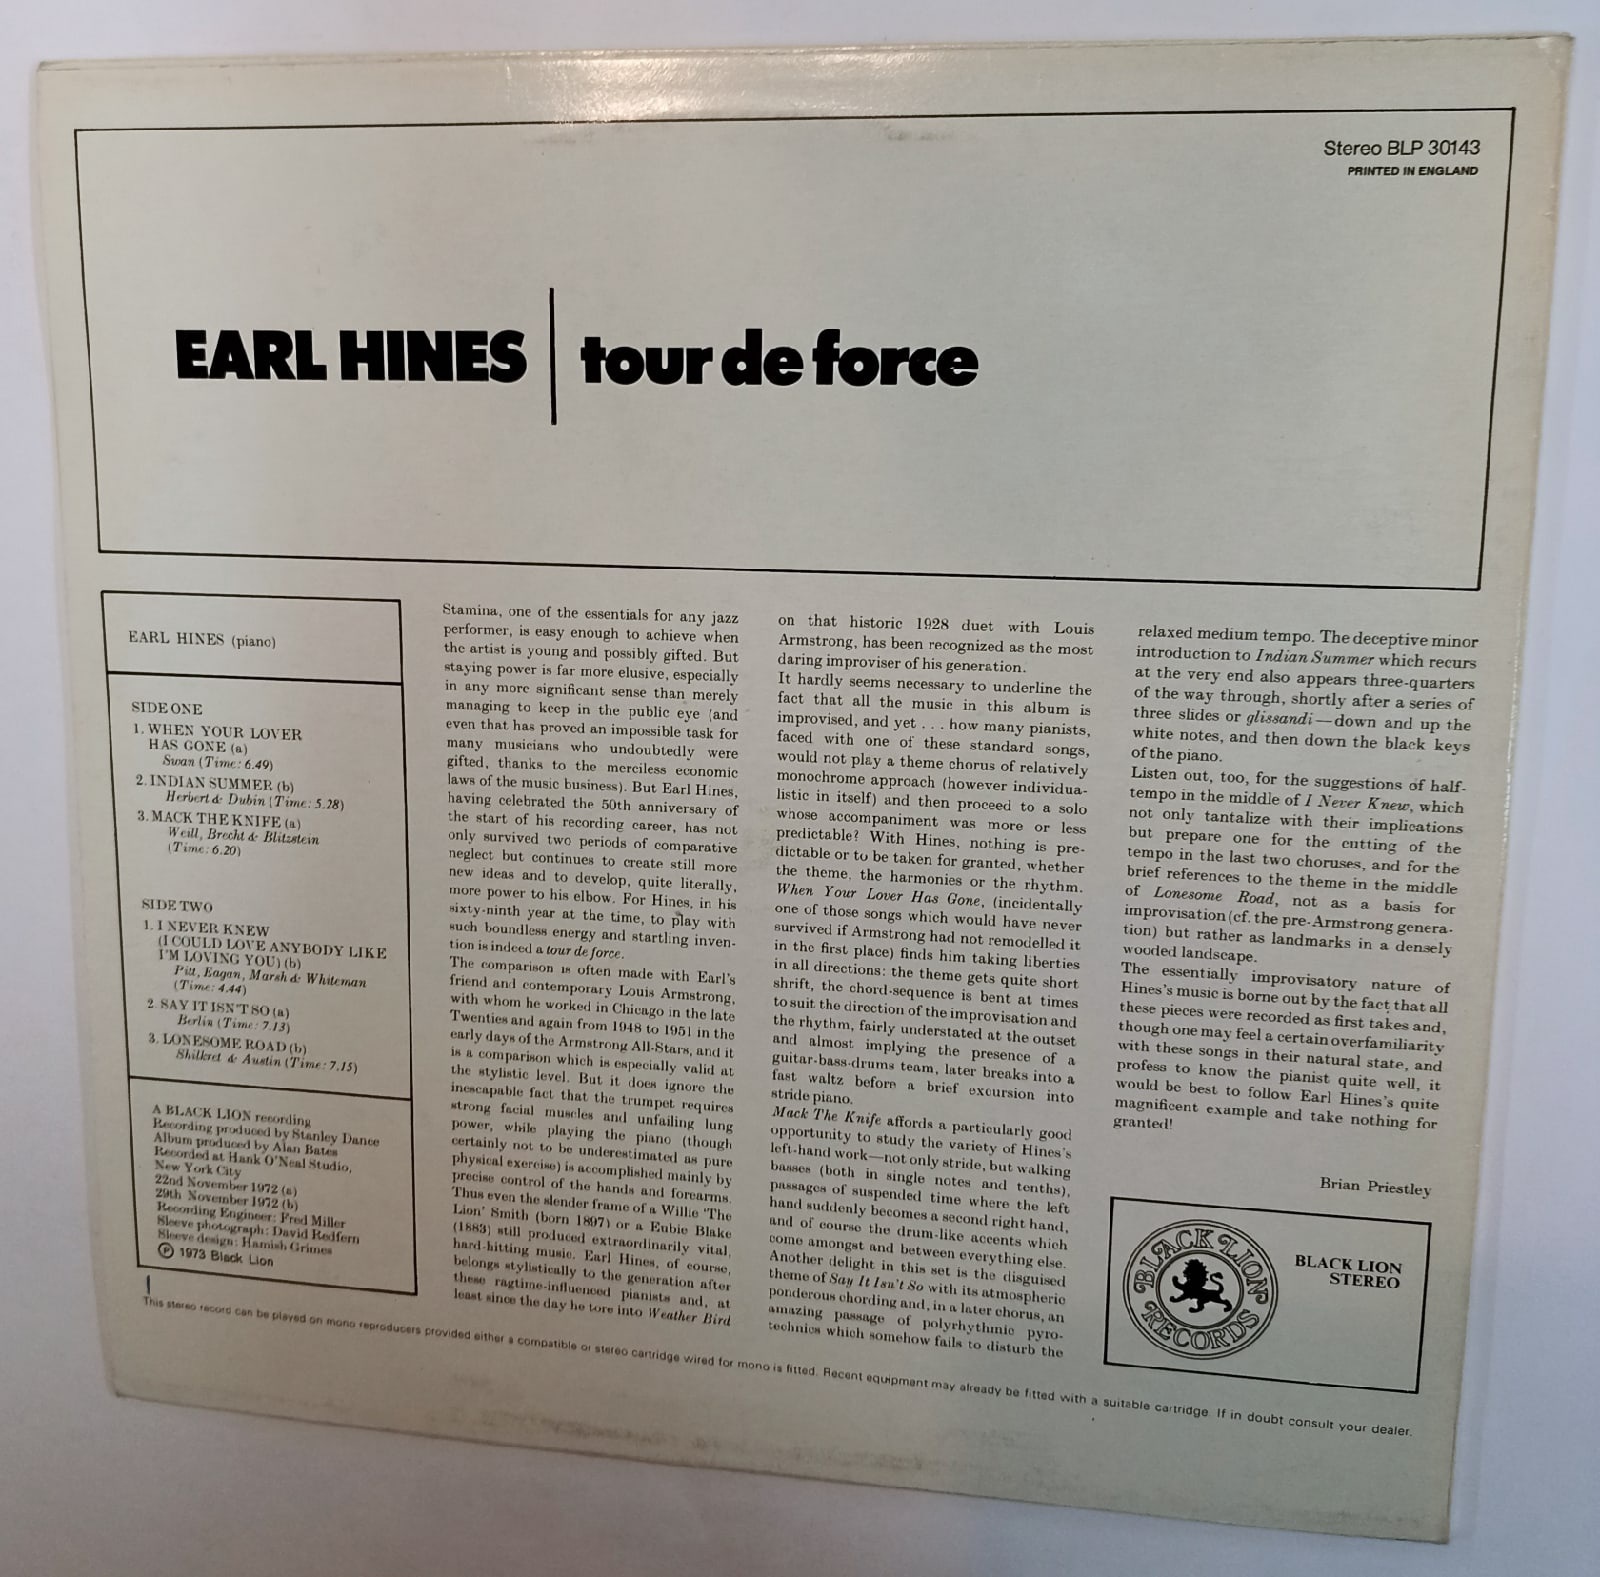 Stereo BLP 30143
PRINTED IN ENGLAND
EARL HINES
tour de force
EARL HINES (piano)
SIDE ONE
1. WHEN YOUR LOVER
HAS GONE (a)
Swan (Time: 6.49)
2. INDIAN SUMMER (b)
Herbert & Dubin (Time: 5.28)
3. MACK THE KNIFE (a)
Weill, Brecht & Blitzstein
(Time: 6.20)
SIDE TWO
1. I NEVER KNEW
(I COULD LOVE ANYBODY LIKE
I'M LOVING YOU) (b)
Pitt, Eagan, Marsh & Whiteman
(Time: 4.44)
2. SAY IT ISN'T SO (a)
Berlin (Time: 7.13)
3. LONESOME ROAD (b)
Shilkret & Austin (Time: 7.15)
A BLACK LION recording
Recording produced by Stanley Dance
Album produced by Alan Bates
Recorded at Hank O'Neal Studio,
New York City
22nd November 1972 (a)
29th November 1972 (b)
Recording Engineer: Fred Miller
Sleeve photograph: David Redfern
Sleeve design: Hamish Grimes
℗ 1973 Black Lion
Stamina, one of the essentials for any jazz
performer, is easy enough to achieve when
the artist is young and possibly gifted. But
staying power is far more elusive, especially
in any more significant sense than merely
managing to keep in the public eye (and
even that has proved an impossible task for
many musicians who undoubtedly were
gifted, thanks to the merciless economic
laws of the music business). But Earl Hines,
having celebrated the 50th anniversary of
the start of his recording career, has not
only survived two periods of comparative
neglect but continues to create still more
new ideas and to develop, quite literally,
more power to his elbow. For Hines, in his
sixty-ninth year at the time, to play with
such boundless energy and startling inven-
tion is indeed a tour de force.
The comparison is often made with Earl's
friend and contemporary Louis Armstrong,
with whom he worked in Chicago in the late
Twenties and again from 1948 to 1951 in the
early days of the Armstrong All-Stars, and it
is a comparison which is especially valid at
the stylistic level. But it does ignore the
inescapable fact that the trumpet requires
strong facial muscles and unfailing lung
power, while playing the piano (though
certainly not to be underestimated as pure
physical exercise) is accomplished mainly by
precise control of the hands and forearms.
Thus even the slender frame of a Willie 'The
Lion' Smith (born 1897) or a Eubie Blake
(1883) still produced extraordinarily vital,
hard-hitting music. Earl Hines, of course,
belongs stylistically to the generation after
these ragtime-influenced pianists and, at
least since the day he tore into Weather Bird
on that historic 1928 duet with Louis
Armstrong, has been recognized as the most
daring improviser of his generation.
It hardly seems necessary to underline the
fact that all the music in this album is
improvised, and yet . . . how many pianists,
faced with one of these standard songs,
would not play a theme chorus of relatively
monochrome approach (however individua-
listic in itself) and then proceed to a solo
whose accompaniment was more or less
predictable? With Hines, nothing is pre-
dictable or to be taken for granted, whether
the theme, the harmonies or the rhythm.
When Your Lover Has Gone, (incidentally
one of those songs which would have never
survived if Armstrong had not remodelled it
in the first place) finds him taking liberties
in all directions: the theme gets quite short
shrift, the chord-sequence is bent at times
to suit the direction of the improvisation and
the rhythm, fairly understated at the outset
and almost implying the presence of a
guitar-bass-drums team, later breaks into a
fast waltz before a brief excursion into
stride piano.
Mack The Knife affords a particularly good
opportunity to study the variety of Hines's
left-hand work—not only stride, but walking
basses (both in single notes and tenths),
passages of suspended time where the left
hand suddenly becomes a second right hand,
and of course the drum-like accents which
come amongst and between everything else.
Another delight in this set is the disguised
theme of Say It Isn't So with its atmospheric
ponderous chording and, in a later chorus, an
amazing passage of polyrhythmic pyro-
technics which somehow fails to disturb the
relaxed medium tempo. The deceptive minor
introduction to Indian Summer which recurs
at the very end also appears three-quarters
of the way through, shortly after a series of
three slides or glissandi—down and up the
white notes, and then down the black keys
of the piano.
Listen out, too, for the suggestions of half-
tempo in the middle of I Never Knew, which
not only tantalize with their implications
but prepare one for the cutting of the
tempo in the last two choruses, and for the
brief references to the theme in the middle
of Lonesome Road, not as a basis for
improvisation (cf. the pre-Armstrong genera-
tion) but rather as landmarks in a densely
wooded landscape.
The essentially improvisatory nature of
Hines's music is borne out by the fact that all
these pieces were recorded as first takes and,
though one may feel a certain overfamiliarity
with these songs in their natural state, and
profess to know the pianist quite well, it
would be best to follow Earl Hines's quite
magnificent example and take nothing for
granted!
Brian Priestley
BLACK LION
RECORDS
BLACK LION
STEREO
This stereo record can be played on mono reproducers provided either a compatible or stereo cartridge wired for mono is fitted. Recent equipment may already be fitted with a suitable cartridge. If in doubt consult your dealer.